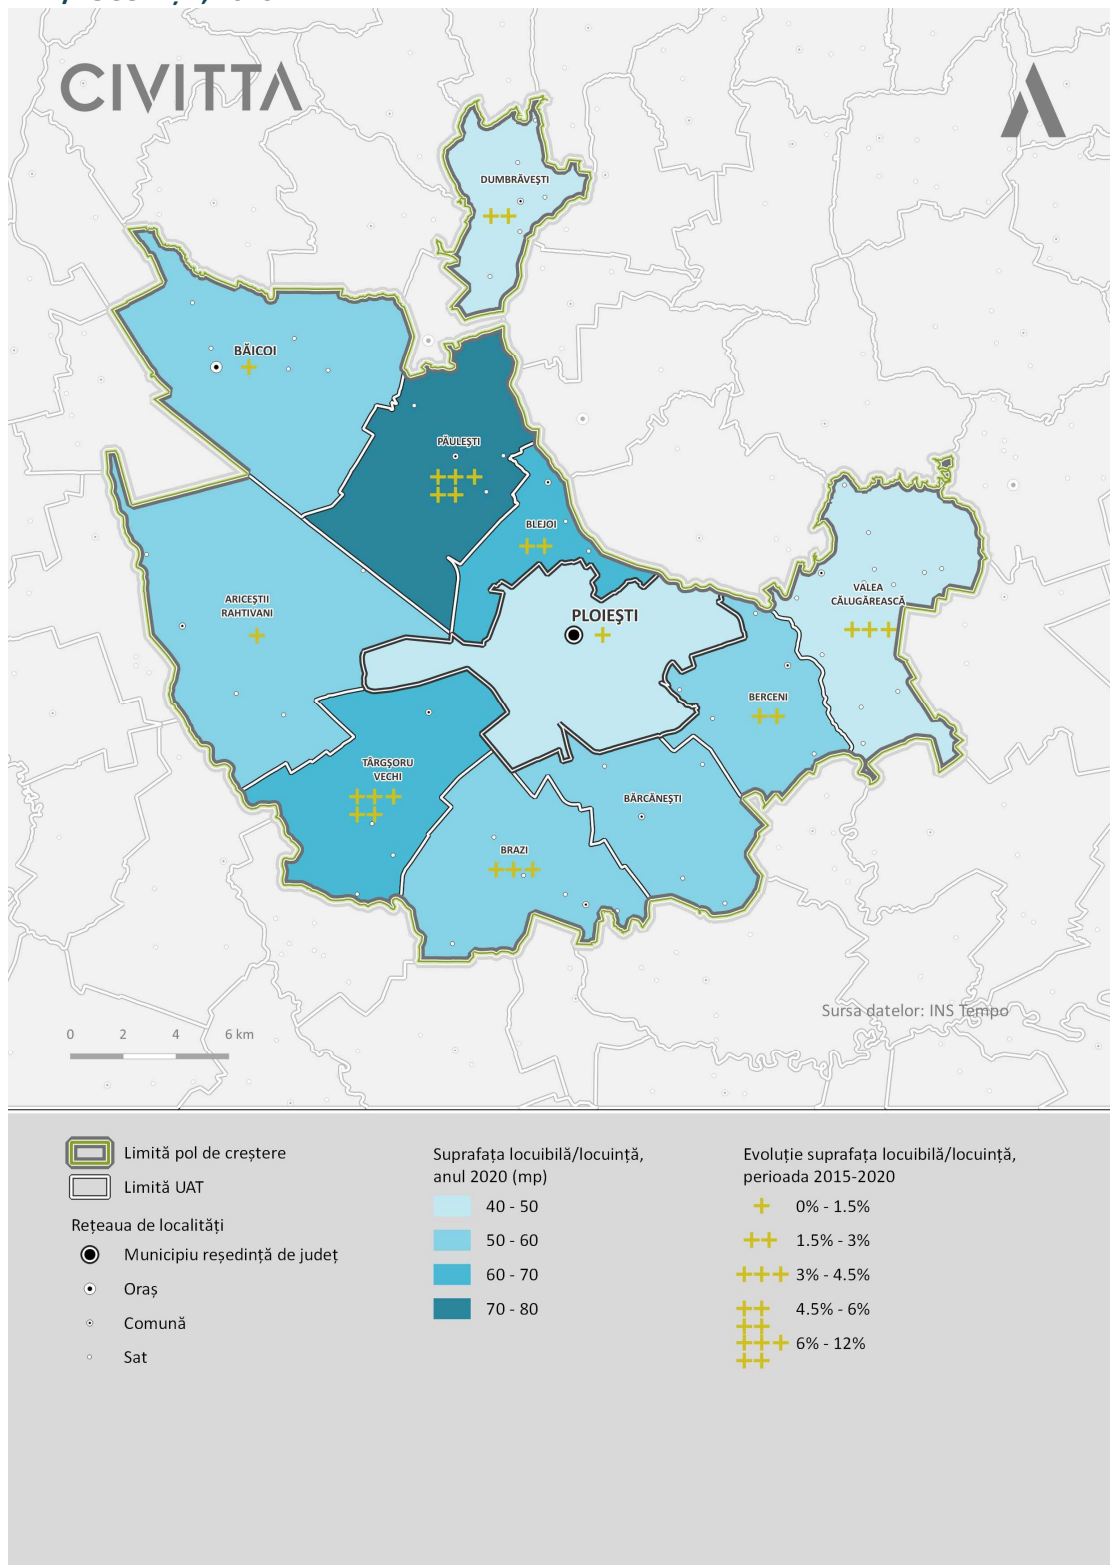 CIVITTA
DUMBRĂVEȘTI
BĂICOI
PĂULEȘTI
BLEJOI
ARICEȘTII
RAHTIVANI
PLOIEȘTI
VALEA
CĂLUGĂREASCĂ
BERCENI
TÂRGȘORU
VECHI
BĂRCĂNEȘTI
BRAZI
Sursa datelor: INS Tempo
0 2 4 6 km
Limită pol de creștere
Limită UAT
Rețeaua de localități
Municipiu reședință de județ
Oraș
Comună
Sat
Suprafața locuibilă/locuință,
anul 2020 (mp)
40 - 50
50 - 60
60 - 70
70 - 80
Evoluție suprafața locuibilă/locuință,
perioada 2015-2020
0% - 1.5%
1.5% - 3%
3% - 4.5%
4.5% - 6%
6% - 12%